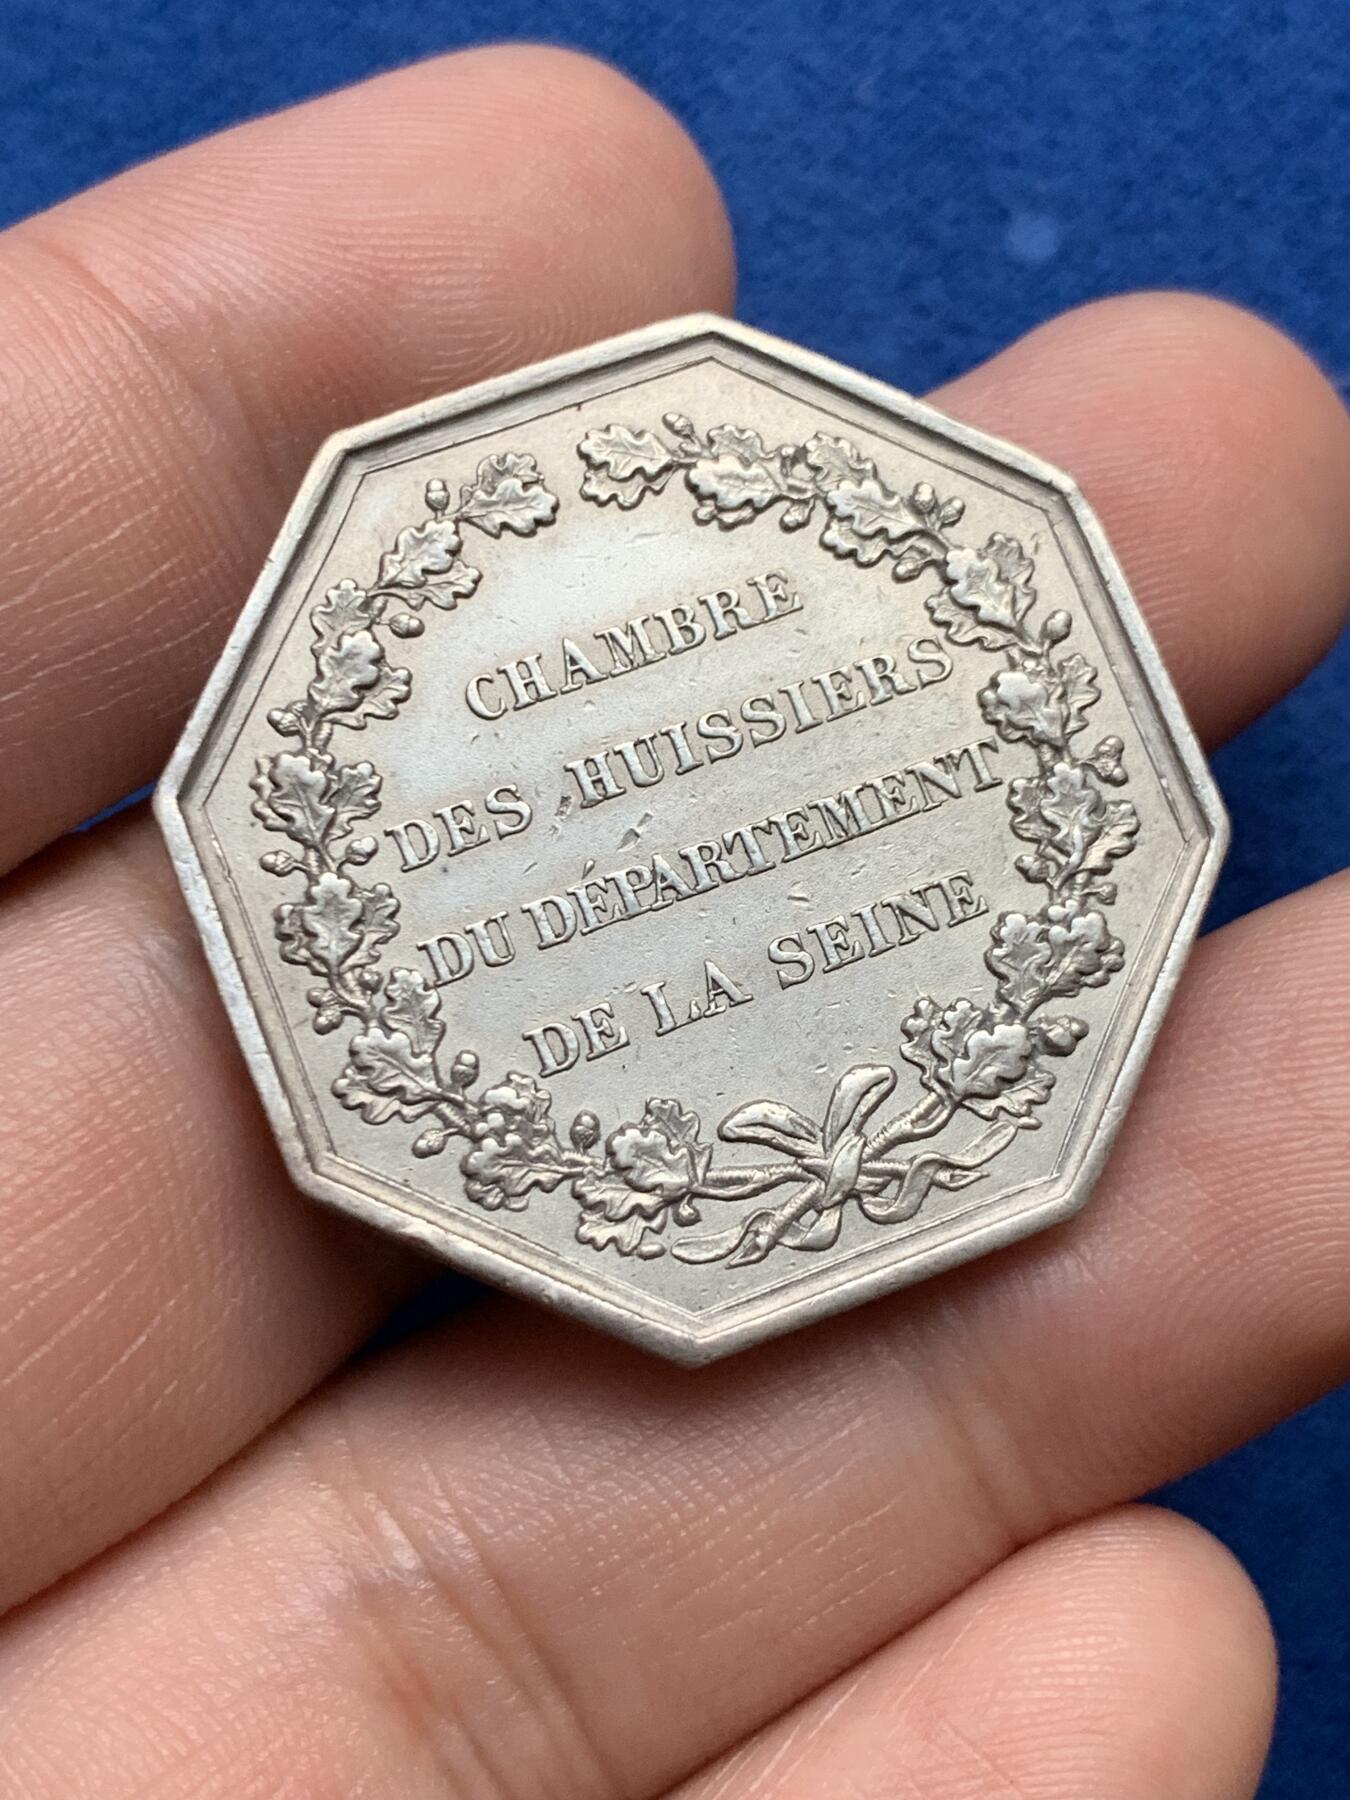 CHAMBRE
DES HUISSIERS
DU DÉPARTEMENT
DE LA SEINE